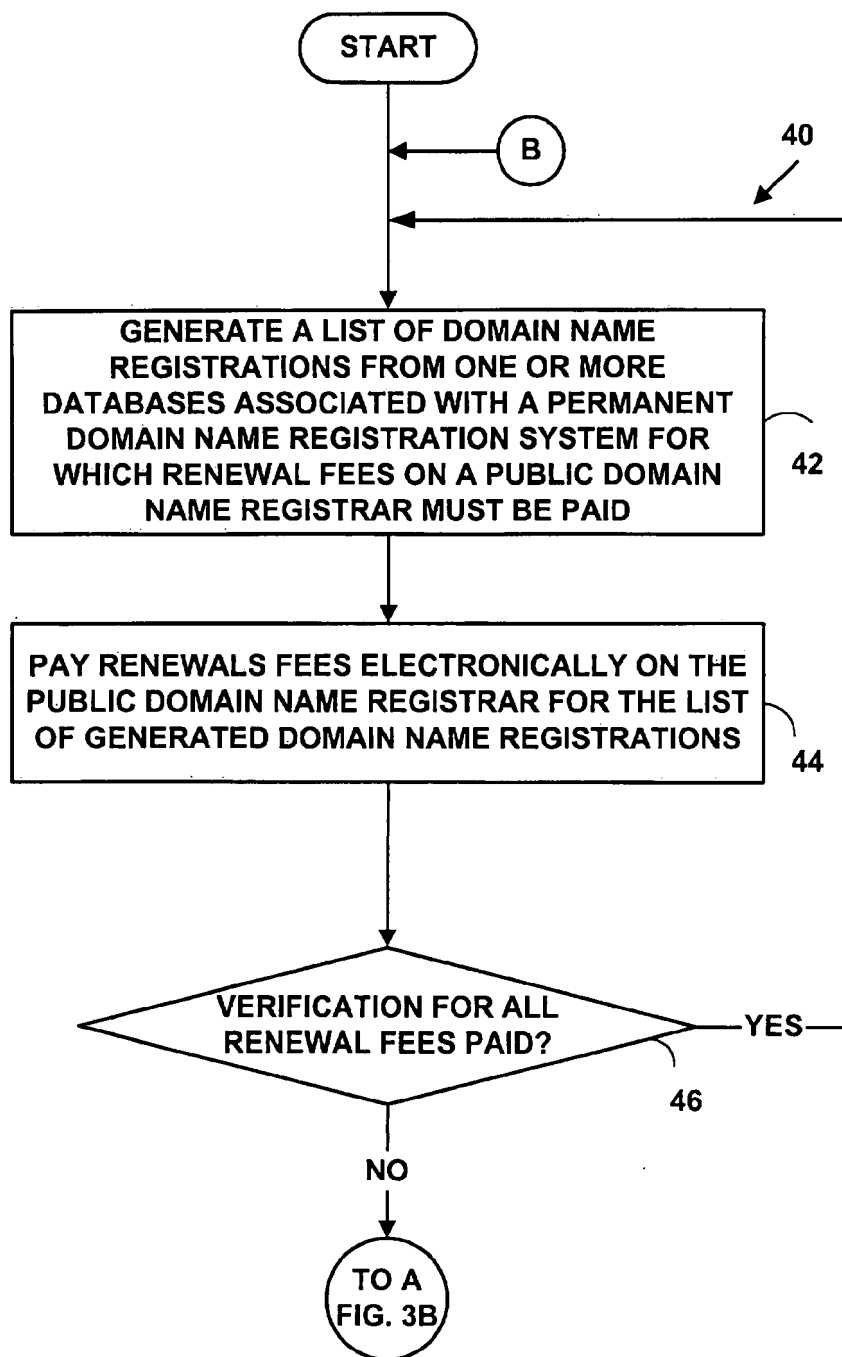 START
B
40
GENERATE A LIST OF DOMAIN NAME
REGISTRATIONS FROM ONE OR MORE
DATABASES ASSOCIATED WITH A PERMANENT
DOMAIN NAME REGISTRATION SYSTEM FOR
WHICH RENEWAL FEES ON A PUBLIC DOMAIN
NAME REGISTRAR MUST BE PAID
42
PAY RENEWALS FEES ELECTRONICALLY ON THE
PUBLIC DOMAIN NAME REGISTRAR FOR THE LIST
OF GENERATED DOMAIN NAME REGISTRATIONS
44
VERIFICATION FOR ALL
RENEWAL FEES PAID?
YES
46
NO
TO A
FIG. 3B